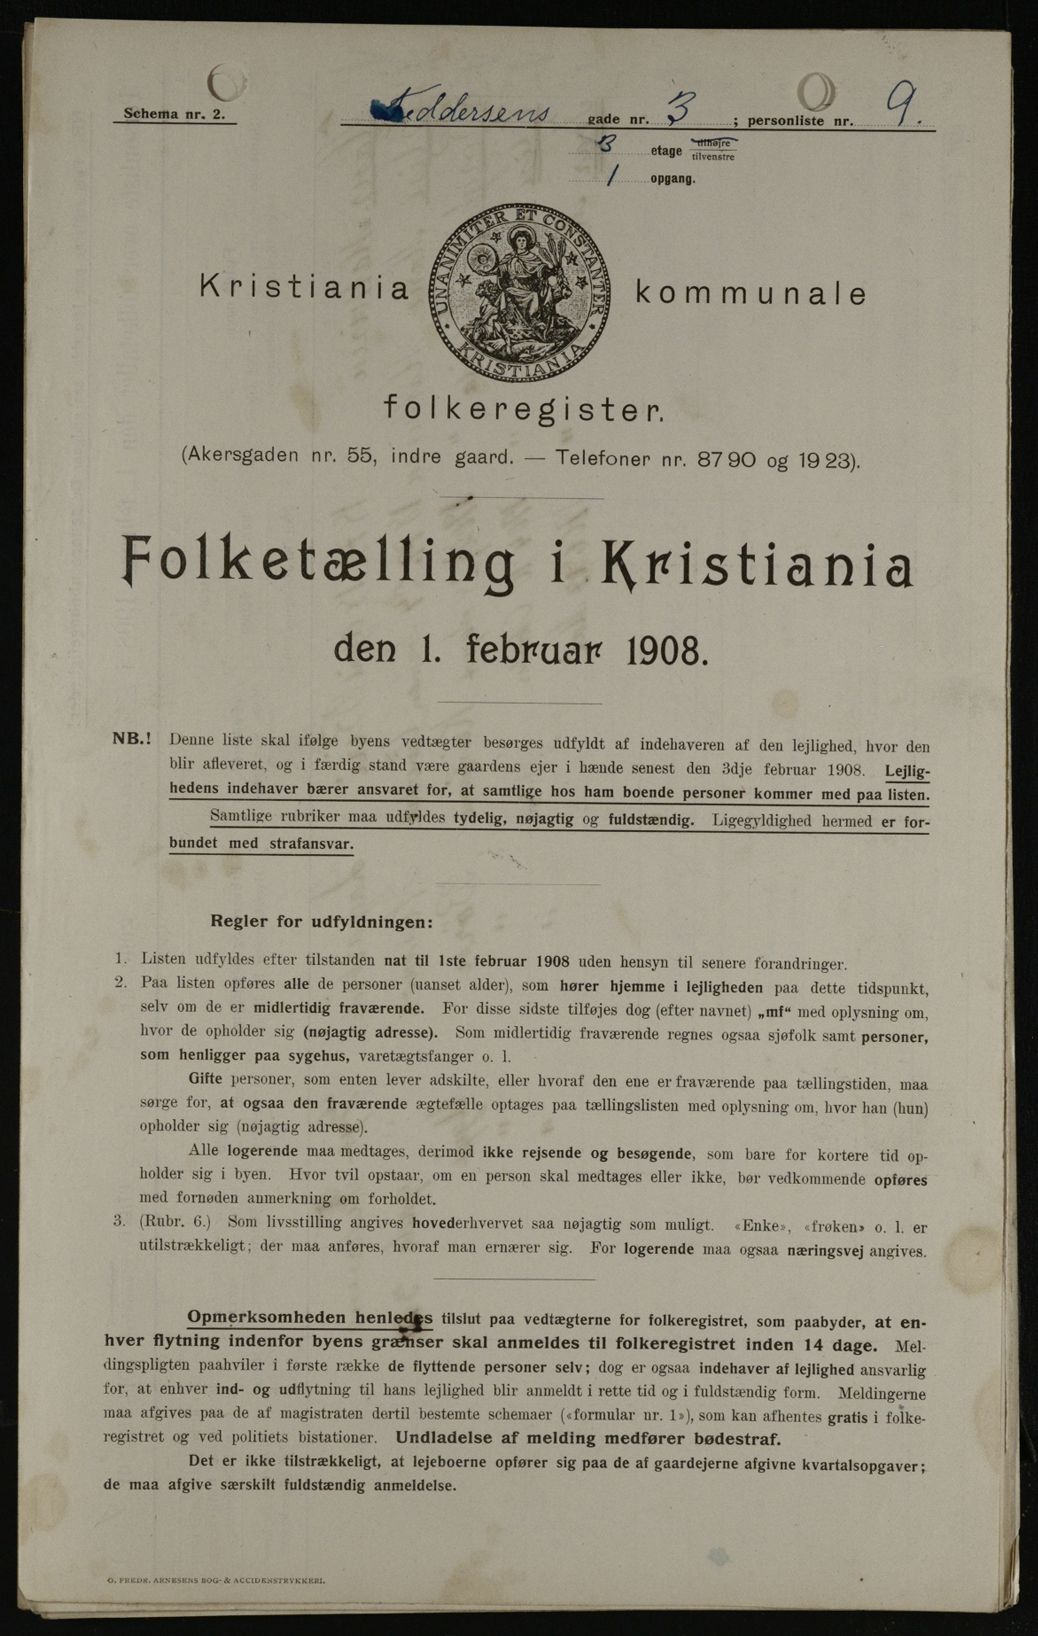 Schema nr. 2.
Feddersens gade nr. 3 ; personliste nr. 9.
3 etage tilhøjre
tilvenstre
1 opgang.
UNANIMITER ET CONSTANTER
KRISTIANIA
Kristiania kommunale
folkeregister.
(Akersgaden nr. 55, indre gaard. — Telefoner nr. 87 90 og 19 23).
Folketælling i Kristiania
den 1. februar 1908.
NB.! Denne liste skal ifølge byens vedtægter besørges udfyldt af indehaveren af den lejlighed, hvor den
blir afleveret, og i færdig stand være gaardens ejer i hænde senest den 3dje februar 1908. Lejlig-
hedens indehaver bærer ansvaret for, at samtlige hos ham boende personer kommer med paa listen.
Samtlige rubriker maa udfyldes tydelig, nøjagtig og fuldstændig. Ligegyldighed hermed er for-
bundet med strafansvar.
Regler for udfyldningen:
1. Listen udfyldes efter tilstanden nat til 1ste februar 1908 uden hensyn til senere forandringer.
2. Paa listen opføres alle de personer (uanset alder), som hører hjemme i lejligheden paa dette tidspunkt,
selv om de er midlertidig fraværende. For disse sidste tilføjes dog (efter navnet) „mf“ med oplysning om,
hvor de opholder sig (nøjagtig adresse). Som midlertidig fraværende regnes ogsaa sjøfolk samt personer,
som henligger paa sygehus, varetægtsfanger o. l.
Gifte personer, som enten lever adskilte, eller hvoraf den ene er fraværende paa tællingstiden, maa
sørge for, at ogsaa den fraværende ægtefælle optages paa tællingslisten med oplysning om, hvor han (hun)
opholder sig (nøjagtig adresse).
Alle logerende maa medtages, derimod ikke rejsende og besøgende, som bare for kortere tid op-
holder sig i byen. Hvor tvil opstaar, om en person skal medtages eller ikke, bør vedkommende opføres
med fornøden anmerkning om forholdet.
3. (Rubr. 6.) Som livsstilling angives hovederhvervet saa nøjagtig som muligt. «Enke», «frøken» o. l. er
utilstrækkeligt; der maa anføres, hvoraf man ernærer sig. For logerende maa ogsaa næringsvej angives.
Opmerksomheden henledes tilslut paa vedtægterne for folkeregistret, som paabyder, at en-
hver flytning indenfor byens grænser skal anmeldes til folkeregistret inden 14 dage. Mel-
dingspligten paahviler i første række de flyttende personer selv; dog er ogsaa indehaver af lejlighed ansvarlig
for, at enhver ind- og udflytning til hans lejlighed blir anmeldt i rette tid og i fuldstændig form. Meldingerne
maa afgives paa de af magistraten dertil bestemte schemaer («formular nr. 1»), som kan afhentes gratis i folke-
registret og ved politiets bistationer. Undladelse af melding medfører bødestraf.
Det er ikke tilstrækkeligt, at lejeboerne opfører sig paa de af gaardejerne afgivne kvartalsopgaver;
de maa afgive særskilt fuldstændig anmeldelse.
O. FREDR. ARNESENS BOG- & ACCIDENSTRYKKERI.